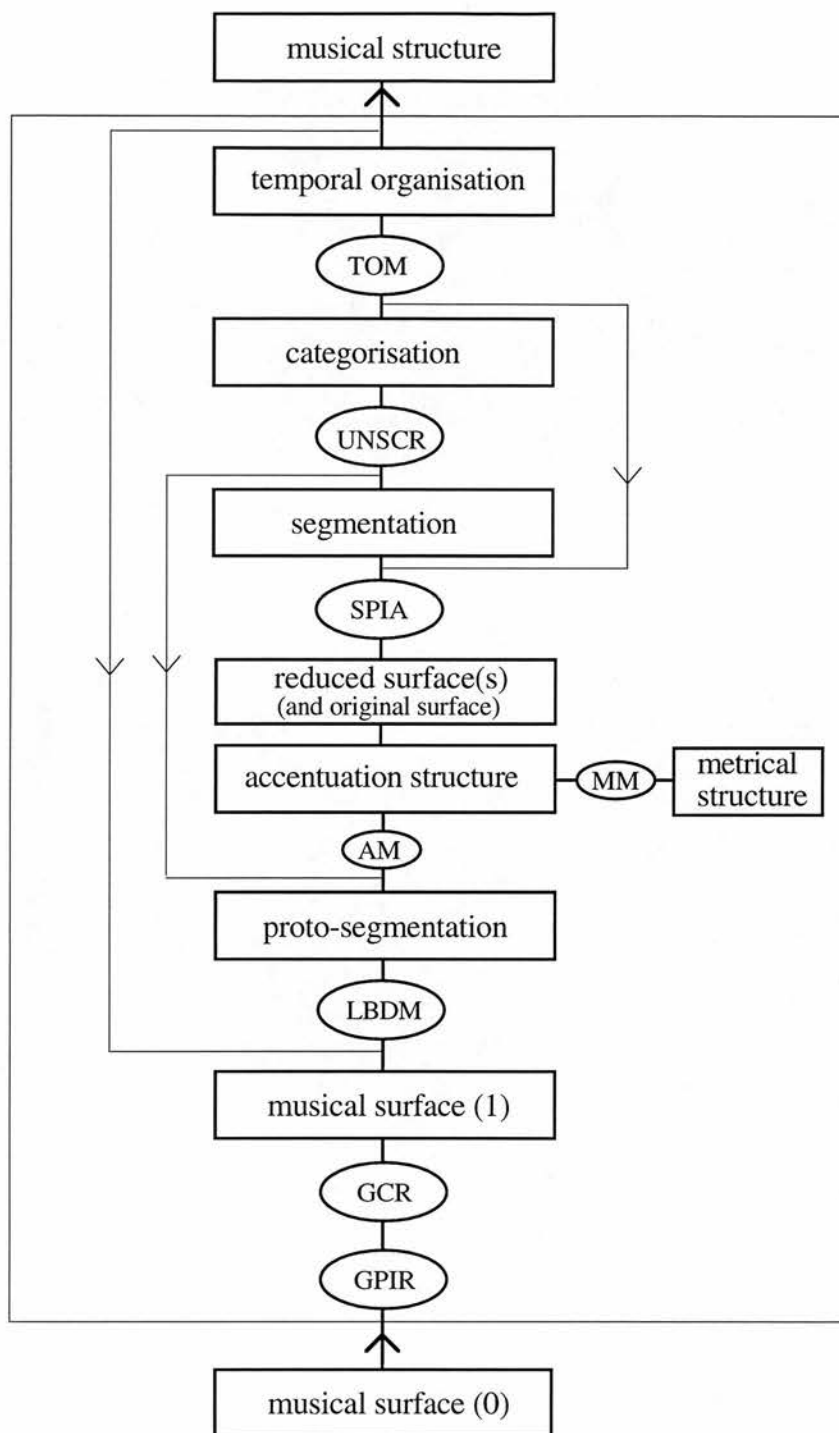 musical structure
temporal organisation
TOM
categorisation
UNSCR
segmentation
SPIA
reduced surface(s)
(and original surface)
accentuation structure
MM
metrical
structure
AM
proto-segmentation
LBDM
musical surface (1)
GCR
GPIR
musical surface (0)